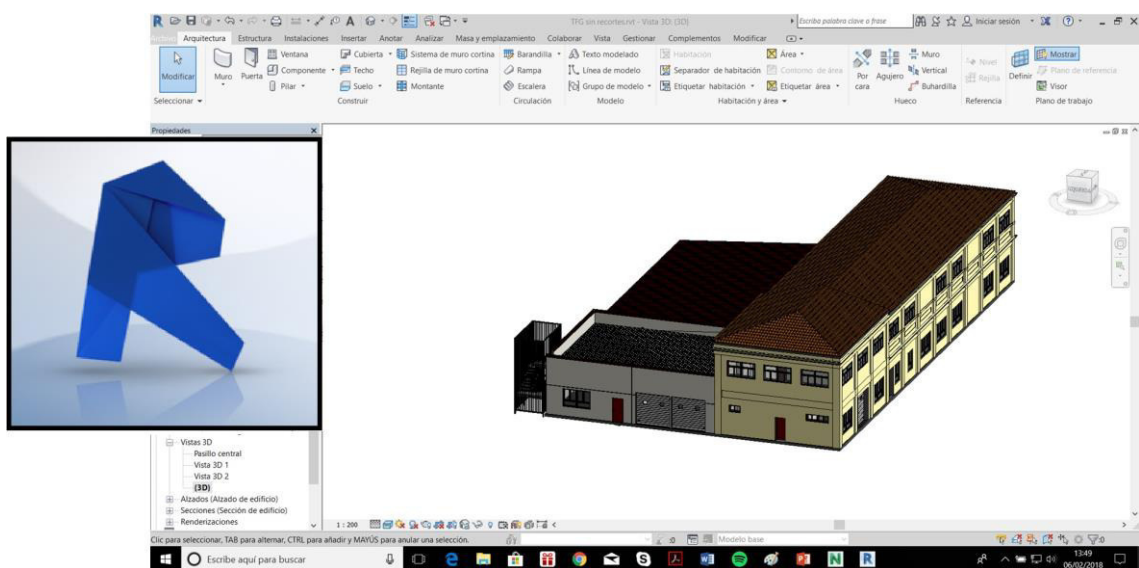 TFG sin recortes.rvt - Vista 3D: {3D}
Escriba palabra clave o frase
Iniciar sesión
Archivo Arquitectura Estructura Instalaciones Insertar Anotar Analizar Masa y emplazamiento Colaborar Vista Gestionar Complementos Modificar
Modificar
Muro
Puerta
Ventana
Componente
Pilar
Cubierta
Techo
Suelo
Sistema de muro cortina
Rejilla de muro cortina
Montante
Barandilla
Rampa
Escalera
Texto modelado
Línea de modelo
Grupo de modelo
Habitación
Separador de habitación
Etiquetar habitación
Área
Contorno de área
Etiquetar área
Por cara
Agujero
Muro
Vertical
Buhardilla
Nivel
Rejilla
Definir
Mostrar
Plano de referencia
Visor
Seleccionar Construir Circulación Modelo Habitación y área Hueco Referencia Plano de trabajo
Propiedades
Vistas 3D
Pasillo central
Vista 3D 1
Vista 3D 2
{3D}
Alzados (Alzado de edificio)
Secciones (Sección de edificio)
Renderizaciones
1 : 200
Clic para seleccionar, TAB para alternar, CTRL para añadir y MAYÚS para anular una selección.
:0
Modelo base
:0
Escribe aquí para buscar
13:49
06/02/2018